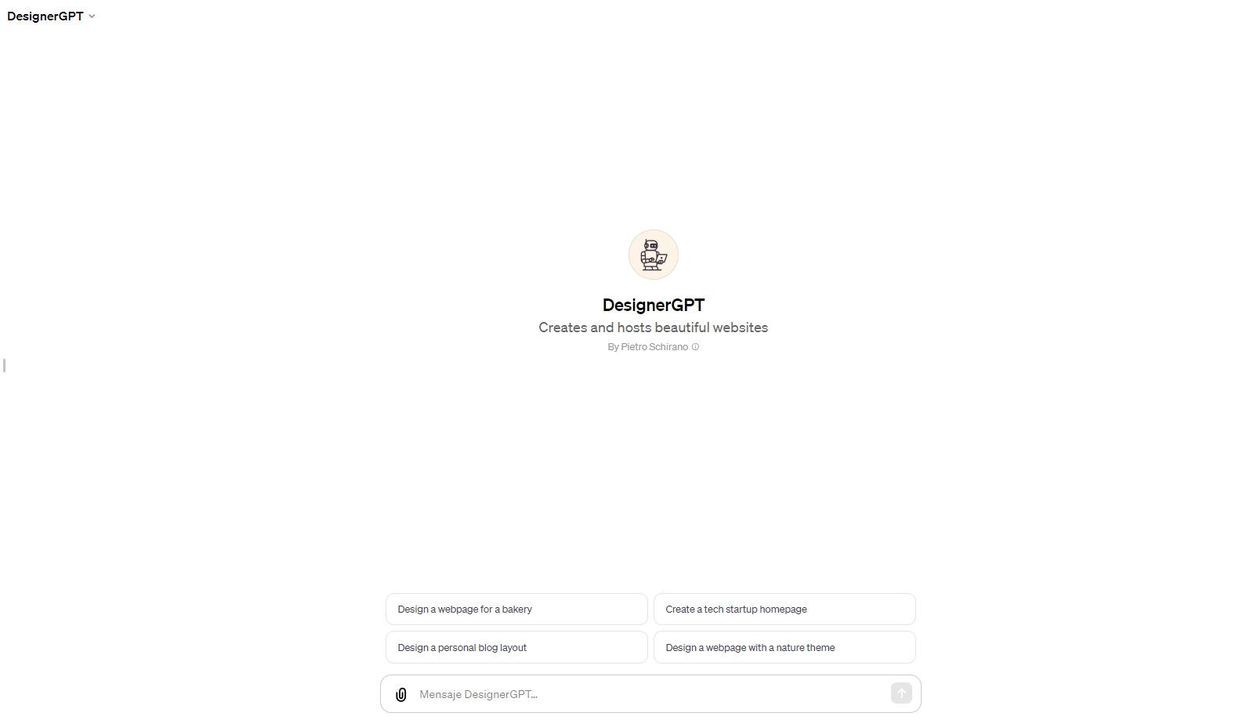 DesignerGPT
DesignerGPT
Creates and hosts beautiful websites
By Pietro Schirano
Design a webpage for a bakery
Create a tech startup homepage
Design a personal blog layout
Design a webpage with a nature theme
Mensaje DesignerGPT...